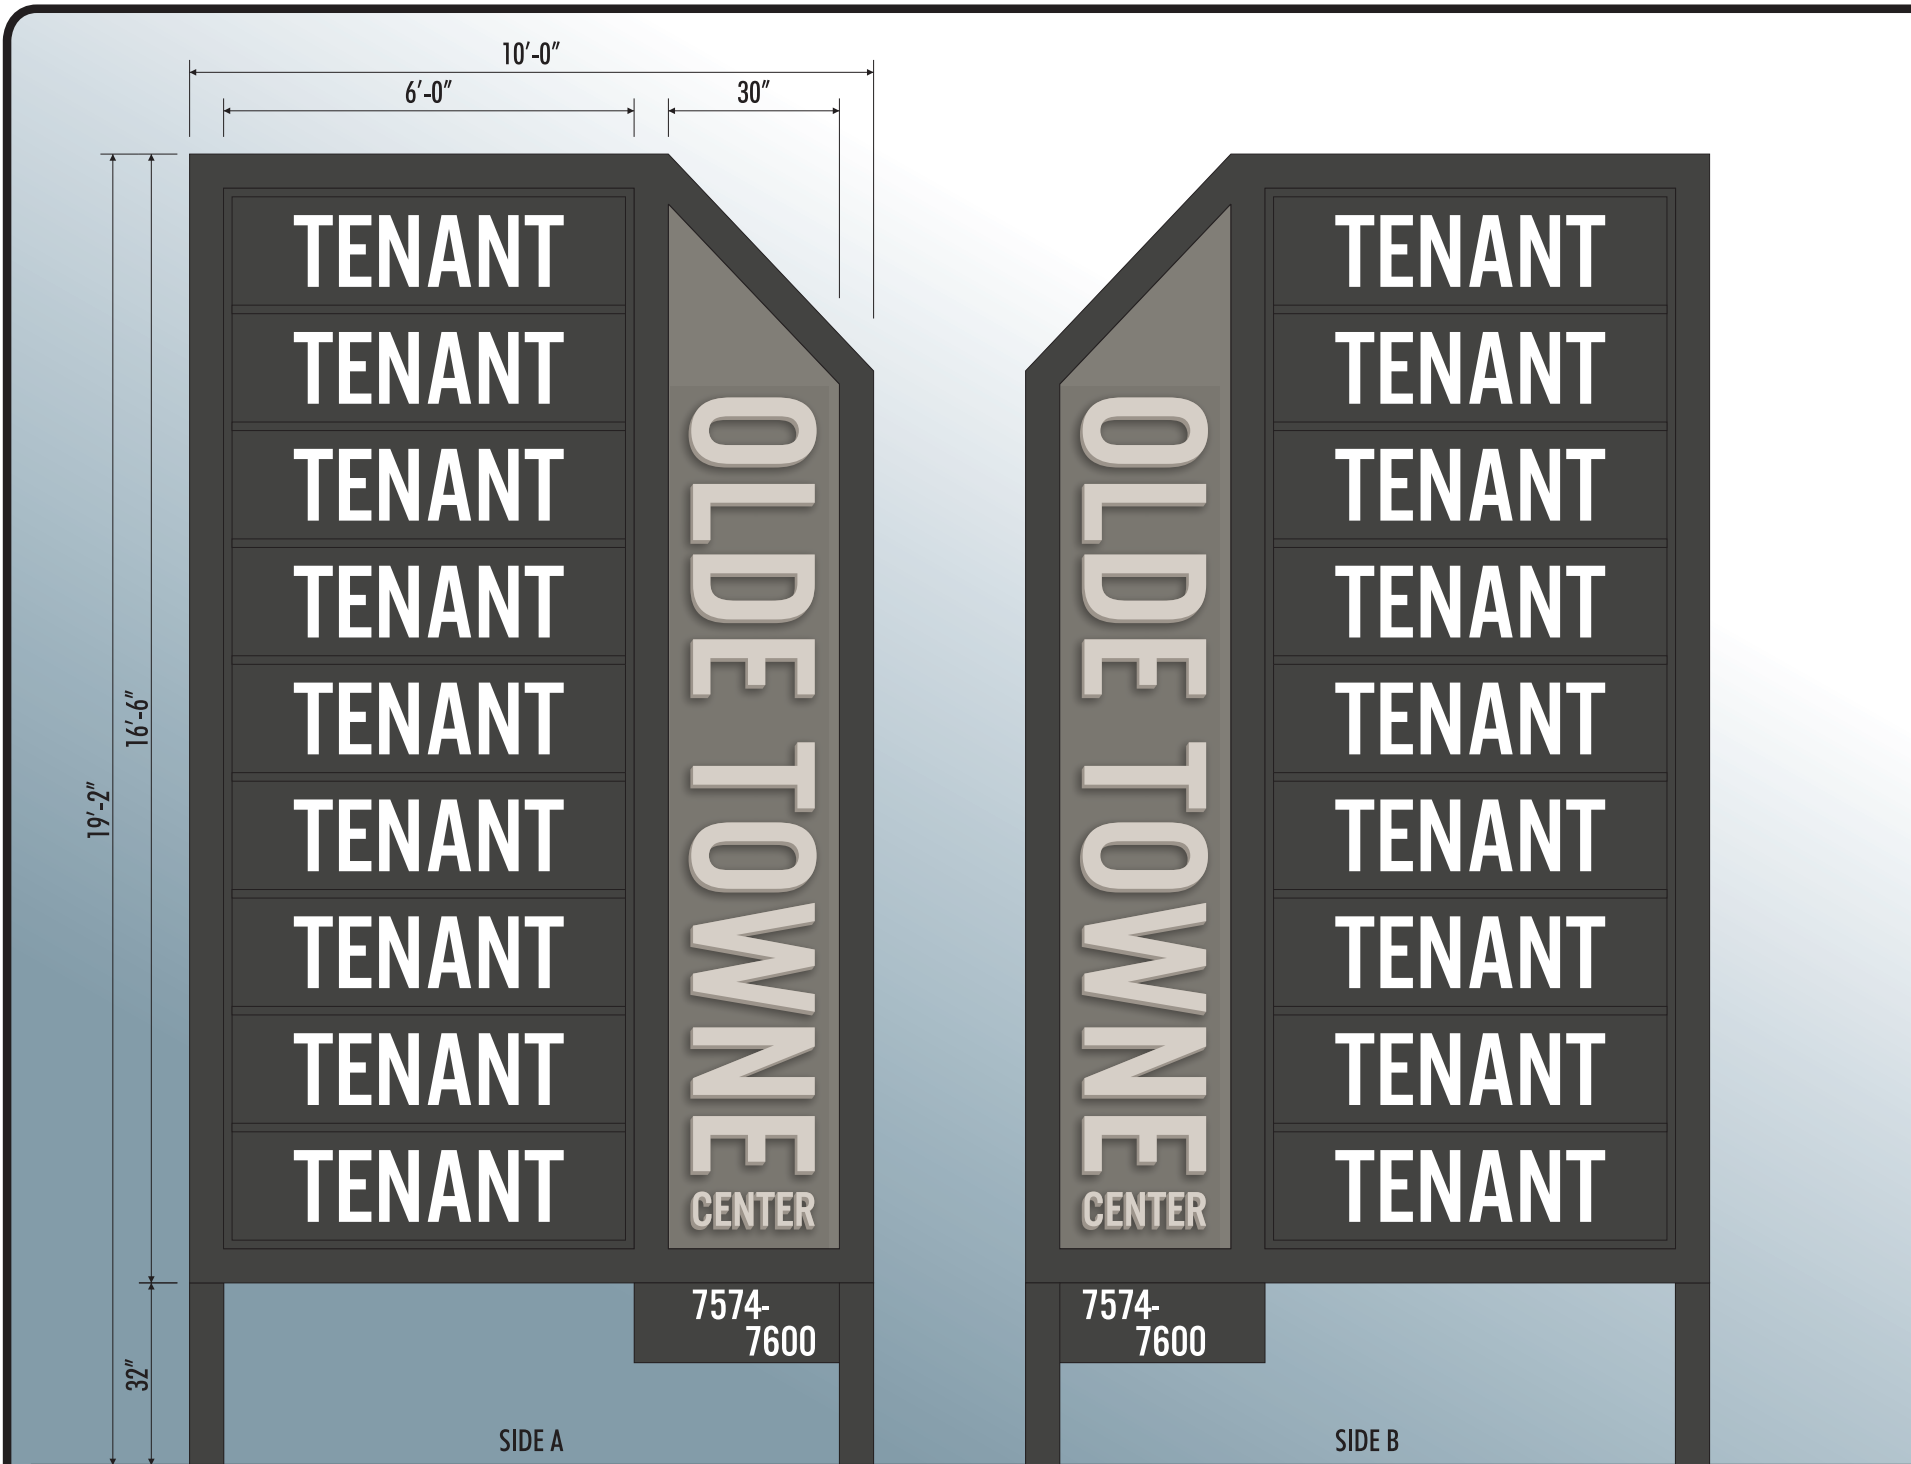 10'-0"
6'-0"
30"
19'-2"
16'-6"
32"
TENANT
TENANT
TENANT
TENANT
TENANT
TENANT
TENANT
TENANT
TENANT
OLDE TOWNE
CENTER
7574-
7600
SIDE A
OLDE TOWNE
CENTER
7574-
7600
TENANT
TENANT
TENANT
TENANT
TENANT
TENANT
TENANT
TENANT
TENANT
SIDE B